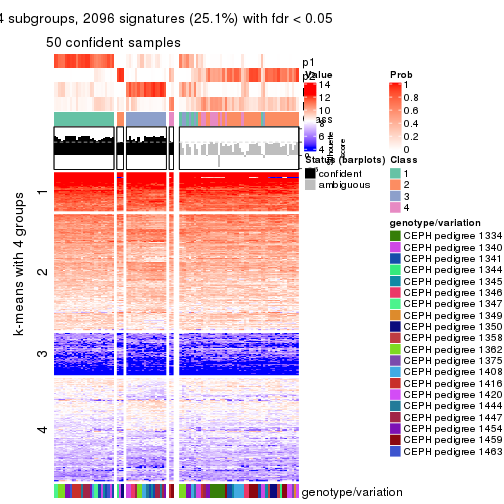 4 subgroups, 2096 signatures (25.1%) with fdr < 0.05
50 confident samples
p1
p2
Value
14
12
10
8
6
4
Prob
1
0.8
0.6
0.4
0.2
0
Status (barplots)
confident
ambiguous
Class
1
2
3
4
genotype/variation
CEPH pedigree 1334
CEPH pedigree 1340
CEPH pedigree 1341
CEPH pedigree 1344
CEPH pedigree 1345
CEPH pedigree 1346
CEPH pedigree 1347
CEPH pedigree 1349
CEPH pedigree 1350
CEPH pedigree 1358
CEPH pedigree 1362
CEPH pedigree 1375
CEPH pedigree 1408
CEPH pedigree 1416
CEPH pedigree 1420
CEPH pedigree 1444
CEPH pedigree 1447
CEPH pedigree 1454
CEPH pedigree 1459
CEPH pedigree 1463
k-means with 4 groups
1
2
3
4
genotype/variation